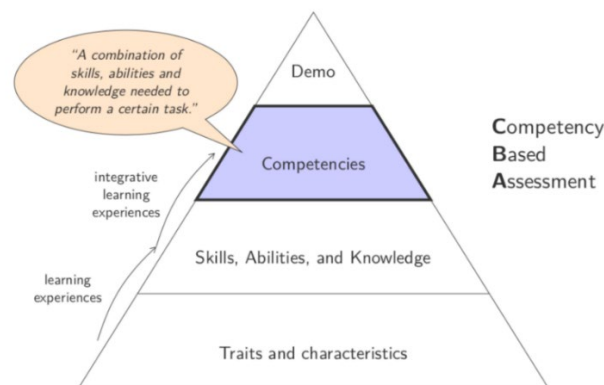 Demo
“A combination of
skills, abilities and
knowledge needed to
perform a certain task.”
Competencies
Competency
Based
Assessment
integrative
learning
experiences
Skills, Abilities, and Knowledge
learning
experiences
Traits and characteristics